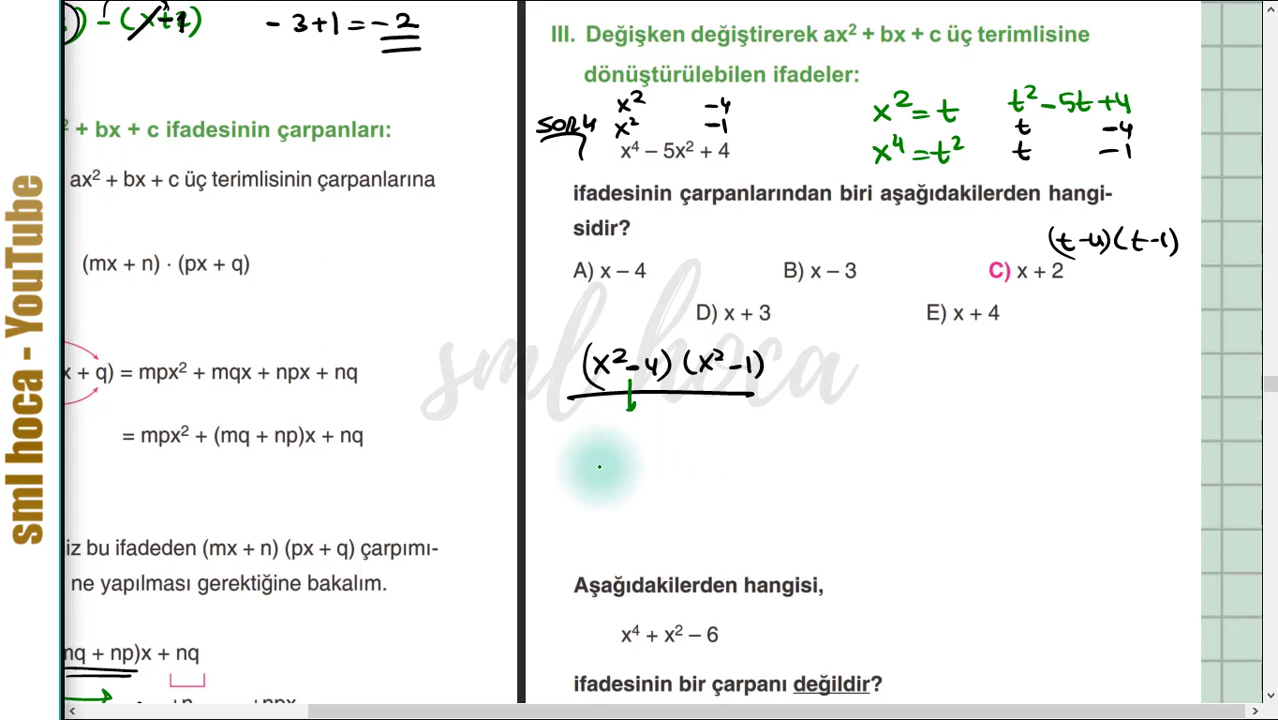 sml hoca - YouTube
- 3+1 = -2
² + bx + c ifadesinin çarpanları:
ax² + bx + c üç terimlisinin çarpanlarına
(mx + n) · (px + q)
x + q) = mpx² + mqx + npx + nq
= mpx² + (mq + np)x + nq
iz bu ifadeden (mx + n) (px + q) çarpımı-
ne yapılması gerektiğine bakalım.
mq + np)x + nq
III. Değişken değiştirerek ax² + bx + c üç terimlisine
dönüştürülebilen ifadeler:
x² -4
x² -1
x² = t
x⁴ = t²
t² - 5t + 4
t -4
t -1
x⁴ – 5x² + 4
ifadesinin çarpanlarından biri aşağıdakilerden hangi-
sidir?
(t-4)(t-1)
A) x – 4 B) x – 3 C) x + 2
D) x + 3 E) x + 4
sml hoca
(x² - 4) (x² - 1)
Aşağıdakilerden hangisi,
x⁴ + x² – 6
ifadesinin bir çarpanı değildir?